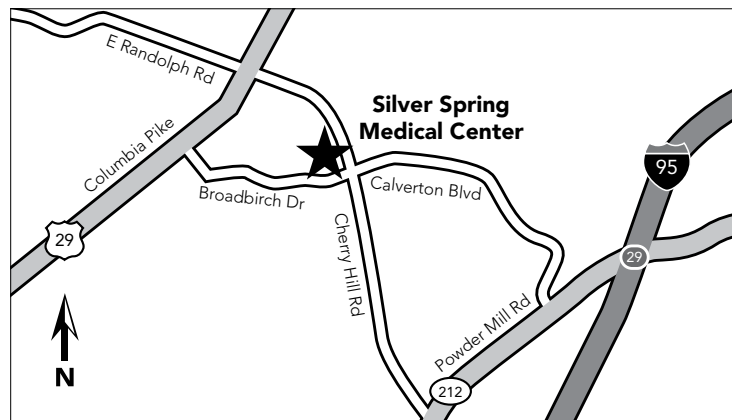 E Randolph Rd
Silver Spring
Medical Center
Columbia Pike
95
Broadbirch Dr
Calverton Blvd
29
Cherry Hill Rd
29
Powder Mill Rd
N
212